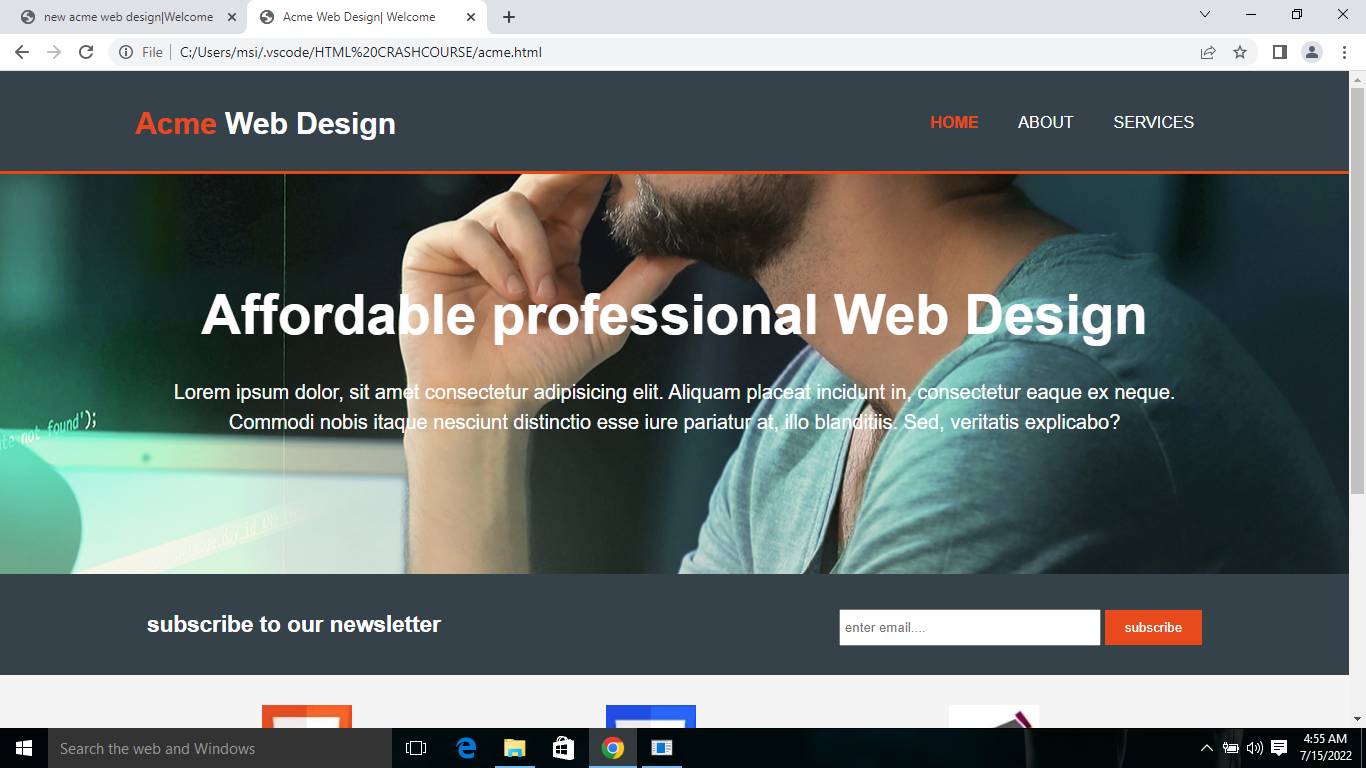 new acme web design|Welcome
Acme Web Design| Welcome
File
C:/Users/msi/.vscode/HTML%20CRASHCOURSE/acme.html
Acme Web Design
HOME ABOUT SERVICES
Affordable professional Web Design
Lorem ipsum dolor, sit amet consectetur adipisicing elit. Aliquam placeat incidunt in, consectetur eaque ex neque.
Commodi nobis itaque nesciunt distinctio esse iure pariatur at, illo blanditiis. Sed, veritatis explicabo?
not found');
subscribe to our newsletter
enter email....
subscribe
Search the web and Windows
4:55 AM
7/15/2022